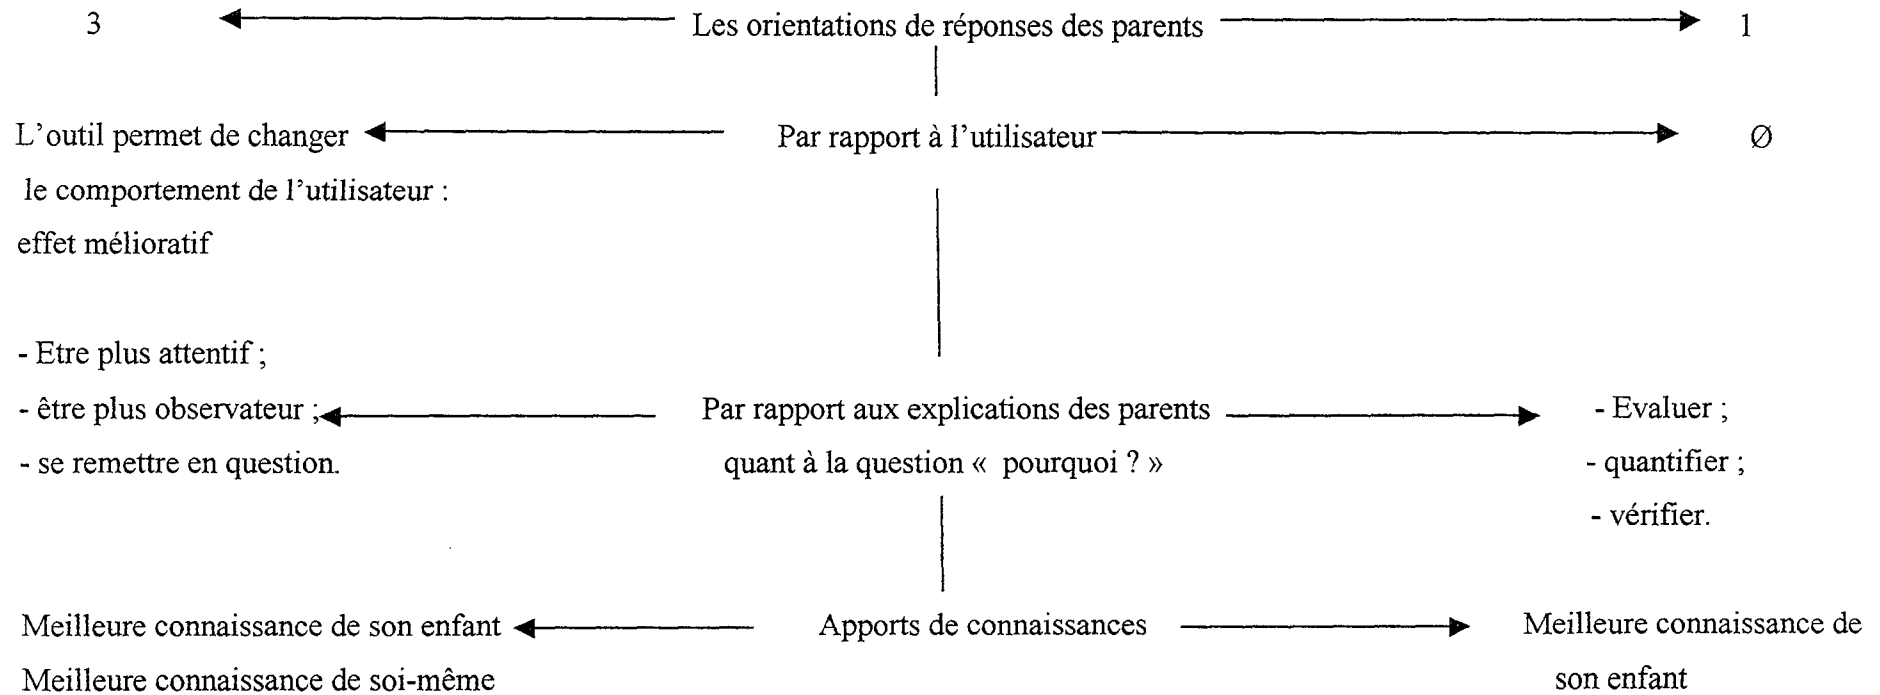 3 Les orientations de réponses des parents 1
L’outil permet de changer Par rapport à l’utilisateur Ø
le comportement de l’utilisateur :
effet mélioratif
- Etre plus attentif ;
- être plus observateur ; Par rapport aux explications des parents - Evaluer ;
- se remettre en question. quant à la question « pourquoi ? » - quantifier ;
- vérifier.
Meilleure connaissance de son enfant Apports de connaissances Meilleure connaissance de
Meilleure connaissance de soi-même son enfant